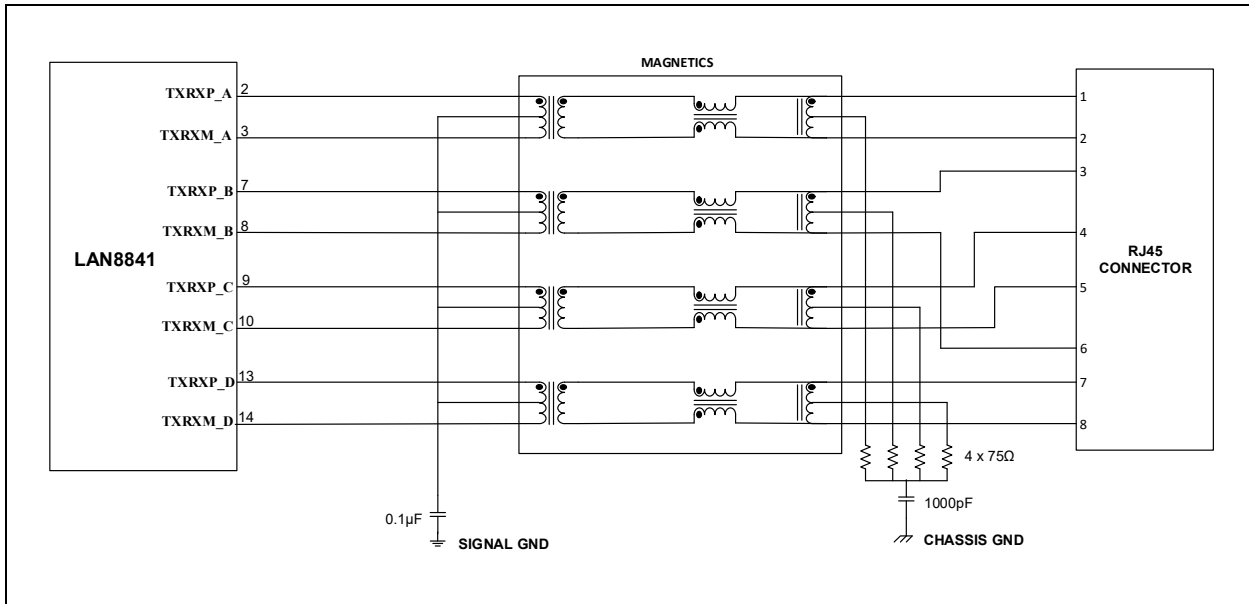 MAGNETICS
LAN8841
TXRXP_A 2
TXRXM_A 3
TXRXP_B 7
TXRXM_B 8
TXRXP_C 9
TXRXM_C 10
TXRXP_D 13
TXRXM_D 14
1
2
3
4
5
6
7
8
RJ45
CONNECTOR
4 x 75Ω
1000pF
CHASSIS GND
0.1µF
SIGNAL GND